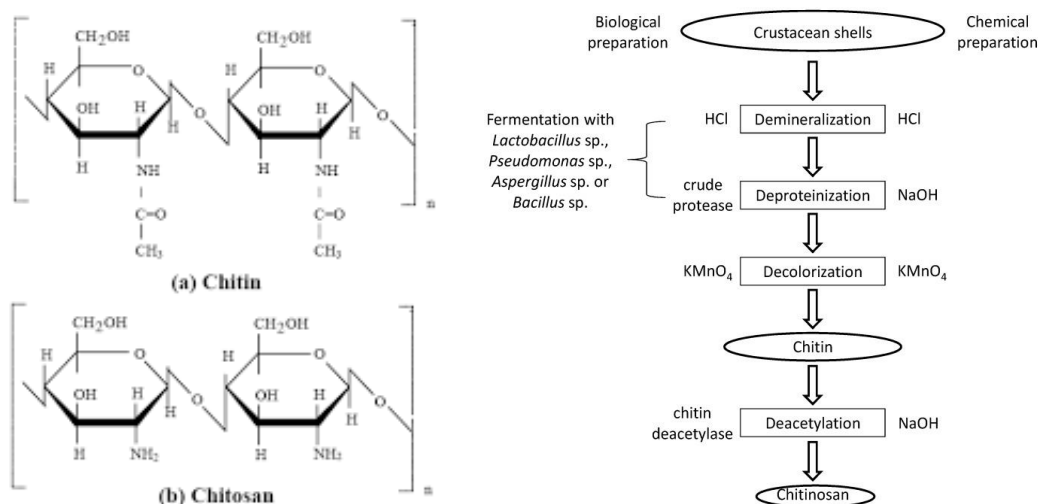 CH₂OH
CH₂OH
H
O
H
O
OH
H
H
O
OH
H
H
O
H
NH
H
NH
C=O
C=O
CH₃
CH₃
n
(a) Chitin
CH₂OH
CH₂OH
H
O
H
O
OH
H
H
O
OH
H
H
O
H
NH₂
H
NH₂
n
(b) Chitosan
Biological preparation
Crustacean shells
Chemical preparation
HCl
Demineralization
HCl
Fermentation with
Lactobacillus sp.,
Pseudomonas sp.,
Aspergillus sp. or
Bacillus sp.
crude
protease
Deproteinization
NaOH
KMnO₄
Decolorization
KMnO₄
Chitin
chitin
deacetylase
Deacetylation
NaOH
Chitinosan